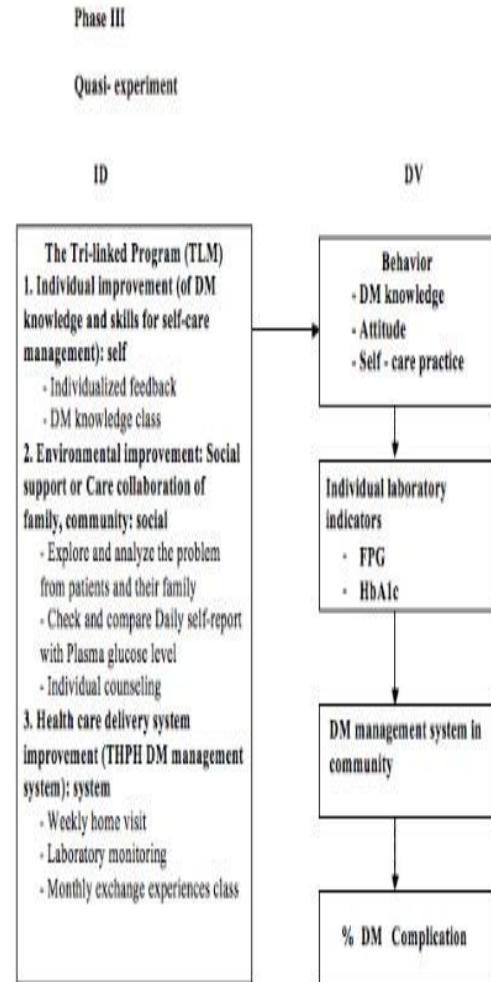 Phase III
Quasi- experiment
ID
DV
The Tri-linked Program (TLM)
1. Individual improvement (of DM
knowledge and skills for self-care
management): self
- Individualized feedback
- DM knowledge class
2. Environmental improvement: Social
support or Care collaboration of
family, community: social
- Explore and analyze the problem
from patients and their family
- Check and compare Daily self-report
with Plasma glucose level
- Individual counseling
3. Health care delivery system
improvement (THPH DM management
system): system
- Weekly home visit
- Laboratory monitoring
- Monthly exchange experiences class
Behavior
- DM knowledge
- Attitude
- Self - care practice
Individual laboratory
indicators
· FPG
· HbA1c
DM management system in
community
% DM Complication